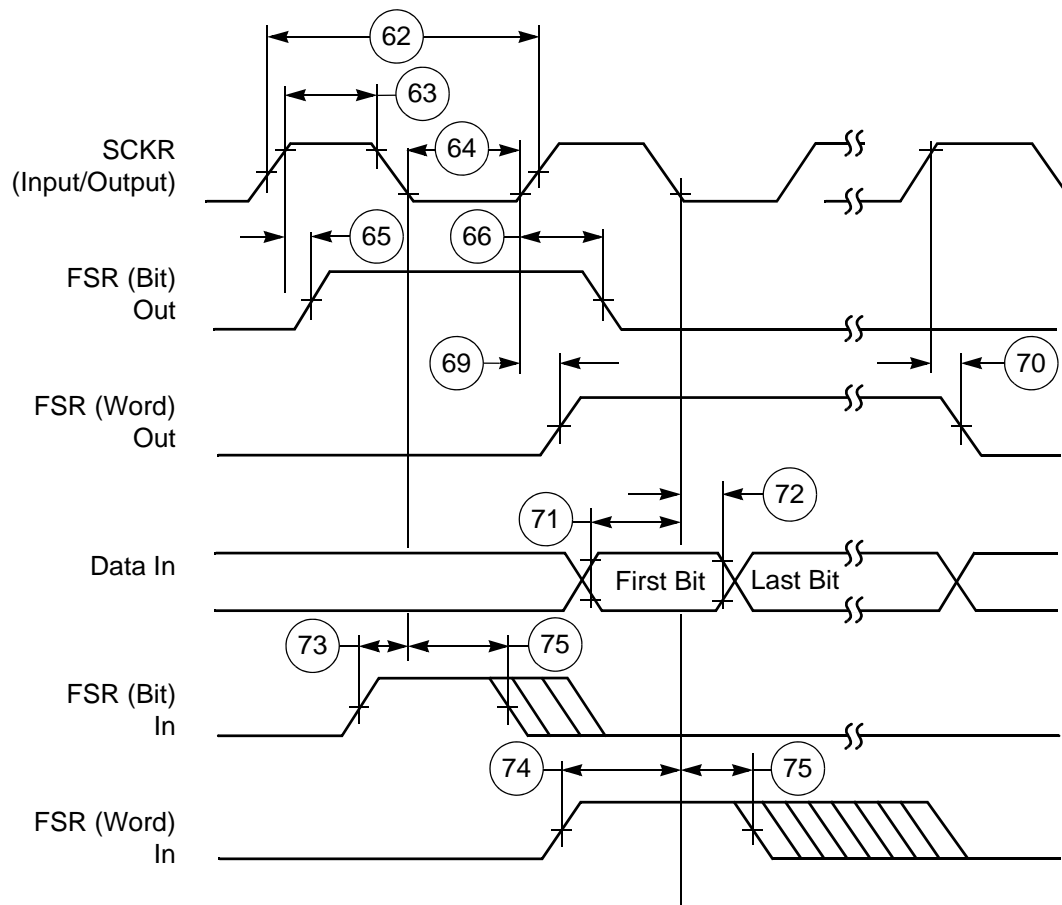 62
63
SCKR
(Input/Output)
64
65
66
FSR (Bit)
Out
69
70
FSR (Word)
Out
71
72
Data In
First Bit
Last Bit
73
75
FSR (Bit)
In
74
75
FSR (Word)
In